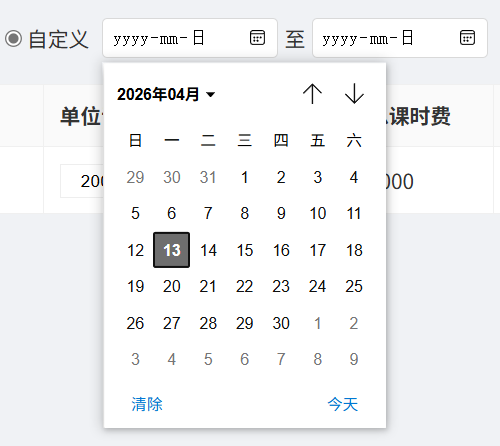 自定义 yyyy-mm-日 至 yyyy-mm-日
2026年04月
单位 课时费
日 一 二 三 四 五 六
29 30 31 1 2 3 4
200 000
5 6 7 8 9 10 11
12 13 14 15 16 17 18
19 20 21 22 23 24 25
26 27 28 29 30 1 2
3 4 5 6 7 8 9
清除 今天